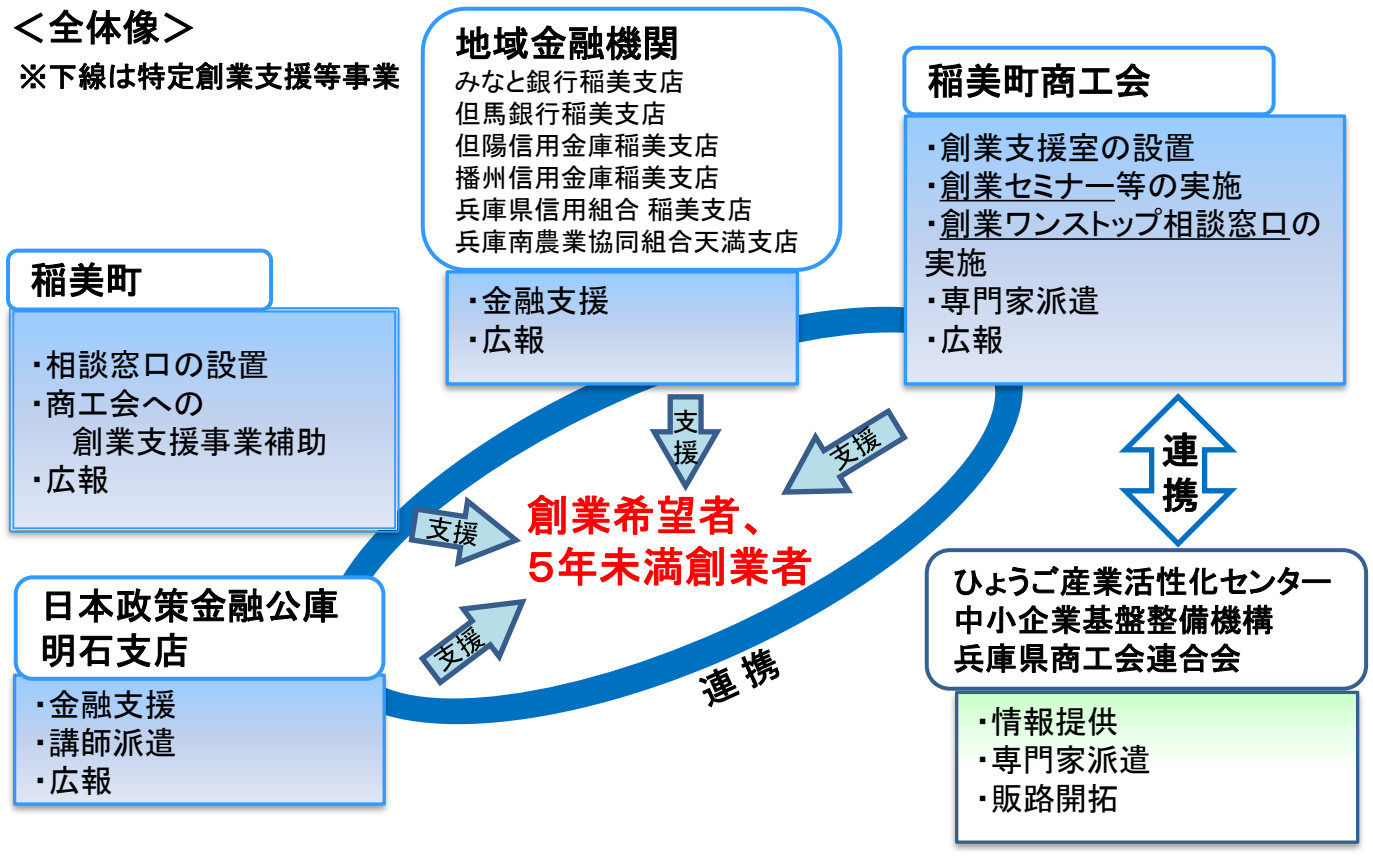 ＜全体像＞
※下線は特定創業支援等事業
地域金融機関
みなと銀行稲美支店
但馬銀行稲美支店
但陽信用金庫稲美支店
播州信用金庫稲美支店
兵庫県信用組合 稲美支店
兵庫南農業協同組合天満支店
・金融支援
・広報
稲美町商工会
・創業支援室の設置
・創業セミナー等の実施
・創業ワンストップ相談窓口の
実施
・専門家派遣
・広報
稲美町
・相談窓口の設置
・商工会への
創業支援事業補助
・広報
支
援
支援
支援
支援
創業希望者、
5年未満創業者
連
携
日本政策金融公庫
明石支店
・金融支援
・講師派遣
・広報
連携
ひょうご産業活性化センター
中小企業基盤整備機構
兵庫県商工会連合会
・情報提供
・専門家派遣
・販路開拓